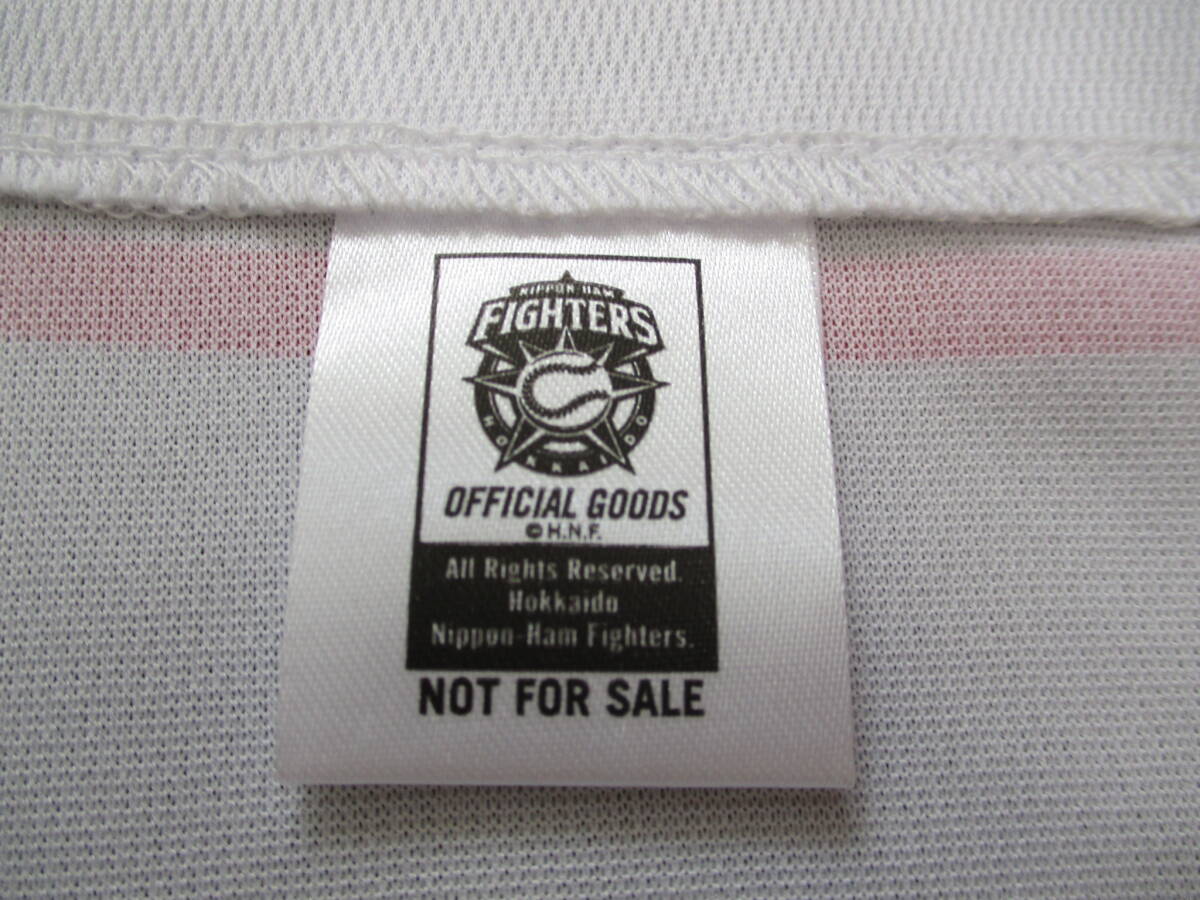 NIPPON HAM
FIGHTERS
HOKKAIDO
OFFICIAL GOODS
©H.N.F.
All Rights Reserved.
Hokkaido
Nippon-Ham Fighters.
NOT FOR SALE